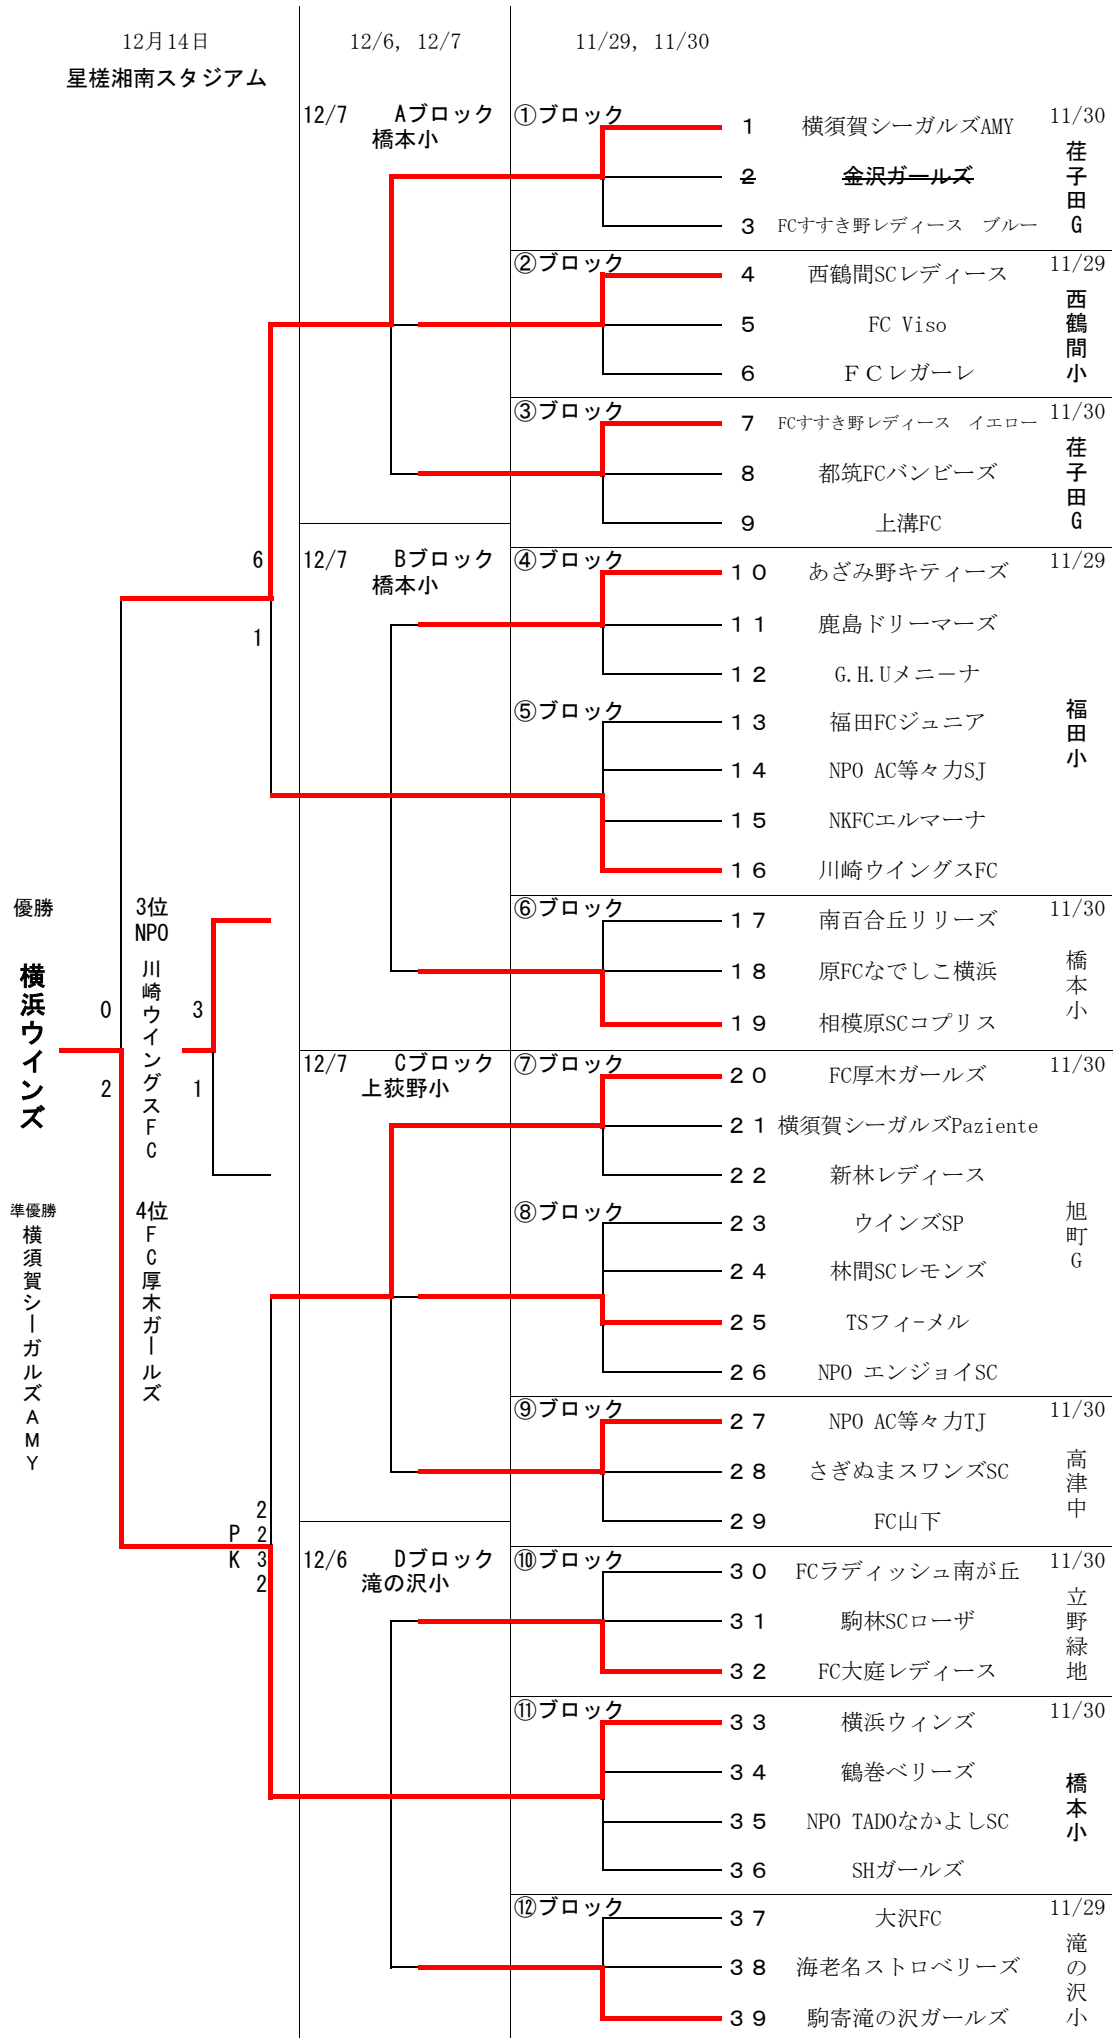 12月14日
12/6, 12/7
11/29, 11/30
星槎湘南スタジアム
12/7 Aブロック
橋本小
①ブロック
11/30
荏子田G
1 横須賀シーガルズAMY
2 金沢ガールズ
3 FCすすき野レディース ブルー
②ブロック
11/29
西鶴間小
4 西鶴間SCレディース
5 FC Viso
6 ＦＣレガーレ
③ブロック
11/30
荏子田G
7 FCすすき野レディース イエロー
8 都筑FCバンビーズ
9 上溝FC
6
1
12/7 Bブロック
橋本小
④ブロック
11/29
福田小
10 あざみ野キティーズ
11 鹿島ドリーマーズ
12 G.H.Uメニーナ
⑤ブロック
13 福田FCジュニア
14 NPO AC等々力SJ
15 NKFCエルマーナ
16 川崎ウイングスFC
⑥ブロック
11/30
橋本小
17 南百合丘リリーズ
18 原FCなでしこ横浜
19 相模原SCコプリス
優勝
横浜ウインズ
0
2
3位
NPO
川崎ウイングスFC
3
1
準優勝
横須賀シーガルズAMY
4位
FC厚木ガールズ
12/7 Cブロック
上荻野小
⑦ブロック
11/30
旭町G
20 FC厚木ガールズ
21 横須賀シーガルズPaziente
22 新林レディース
⑧ブロック
23 ウインズSP
24 林間SCレモンズ
25 TSフィーメル
26 NPO エンジョイSC
⑨ブロック
11/30
高津中
27 NPO AC等々力TJ
28 さぎぬまスワンズSC
29 FC山下
2
P 2
K 3
2
12/6 Dブロック
滝の沢小
⑩ブロック
11/30
立野緑地
30 FCラディッシュ南が丘
31 駒林SCローザ
32 FC大庭レディース
⑪ブロック
11/30
橋本小
33 横浜ウィンズ
34 鶴巻ベリーズ
35 NPO TADOなかよしSC
36 SHガールズ
⑫ブロック
11/29
滝の沢小
37 大沢FC
38 海老名ストロベリーズ
39 駒寄滝の沢ガールズ